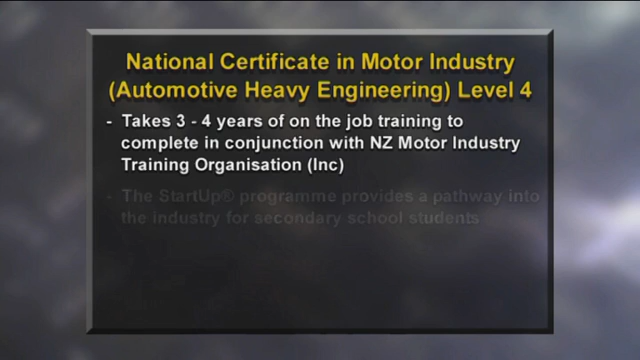 National Certificate in Motor Industry
(Automotive Heavy Engineering) Level 4
- Takes 3 - 4 years of on the job training to
complete in conjunction with NZ Motor Industry
Training Organisation (Inc)
- The StartUp® programme provides a pathway into
the industry for secondary school students